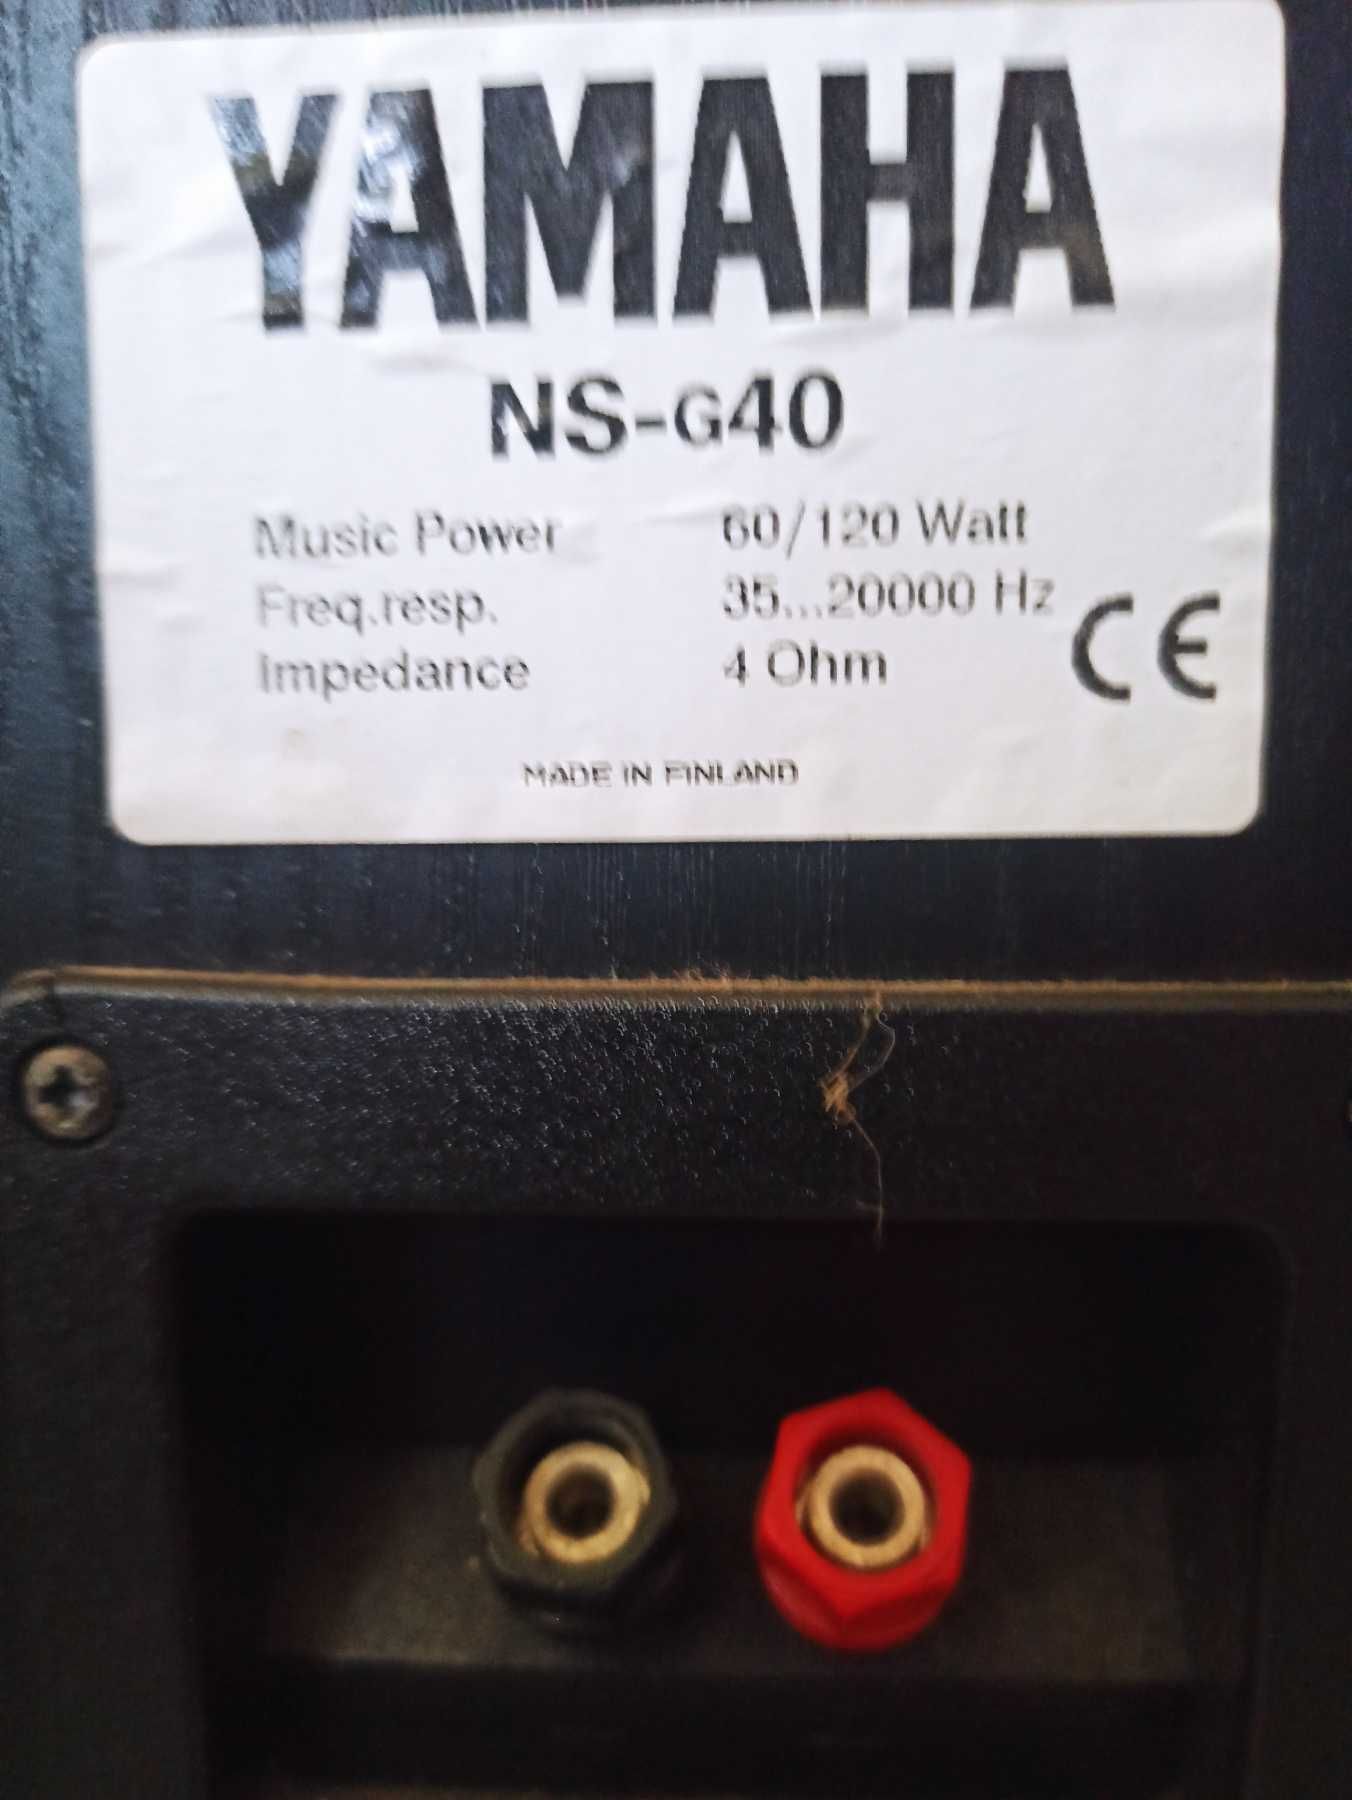 YAMAHA
NS-G40
Music Power 60/120 Watt
Freq.resp. 35...20000 Hz
Impedance 4 Ohm
CE
MADE IN FINLAND